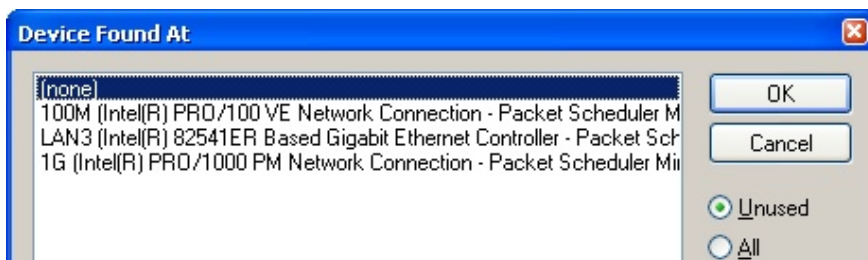 Device Found At
(none)
100M (Intel(R) PRO/100 VE Network Connection - Packet Scheduler M
LAN3 (Intel(R) 82541ER Based Gigabit Ethernet Controller - Packet Sch
1G (Intel(R) PRO/1000 PM Network Connection - Packet Scheduler Mi
OK
Cancel
Unused
All